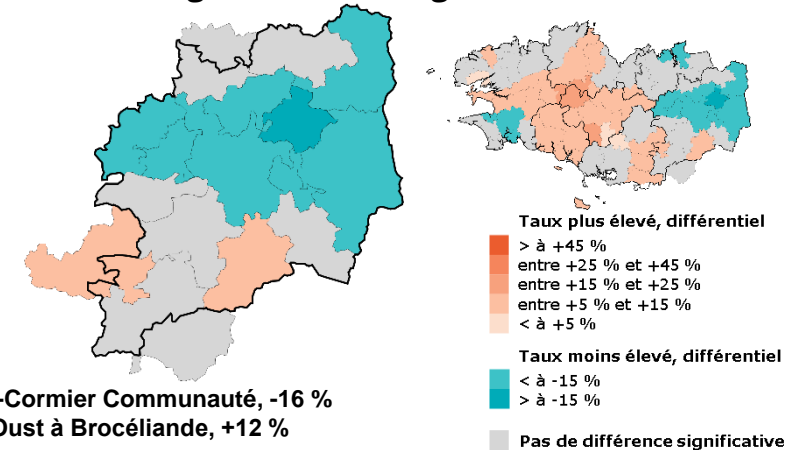 Taux plus élevé, différentiel
> à +45 %
entre +25 % et +45 %
entre +15 % et +25 %
entre +5 % et +15 %
< à +5 %
Taux moins élevé, différentiel
< à -15 %
> à -15 %
Pas de différence significative
-Cormier Communauté, -16 %
Oust à Brocéliande, +12 %